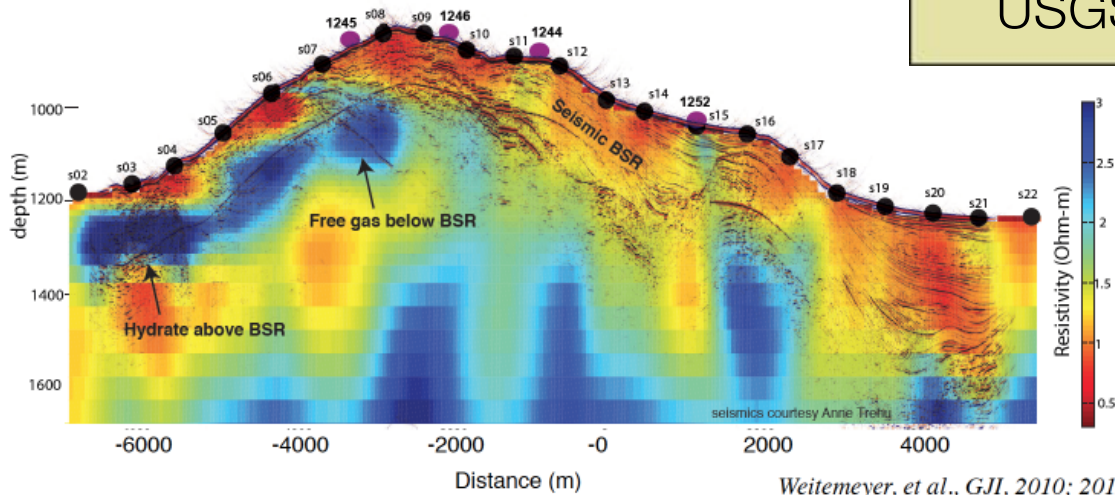 USGS
1245
s08
s09
1246
s10
s11
1244
s12
s07
s06
s05
s04
s03
s02
s13
s14
1252
s15
s16
s17
s18
s19
s20
s21
s22
Seismic BSR
Free gas below BSR
Hydrate above BSR
seismics courtesy Anne Trehu
depth (m)
1000
1200
1400
1600
-6000
-4000
-2000
-0
2000
4000
Distance (m)
3
2.5
2
1.5
1
0.5
Resistivity (Ohm-m)
Weitemeyer, et al., GJI, 2010; 201